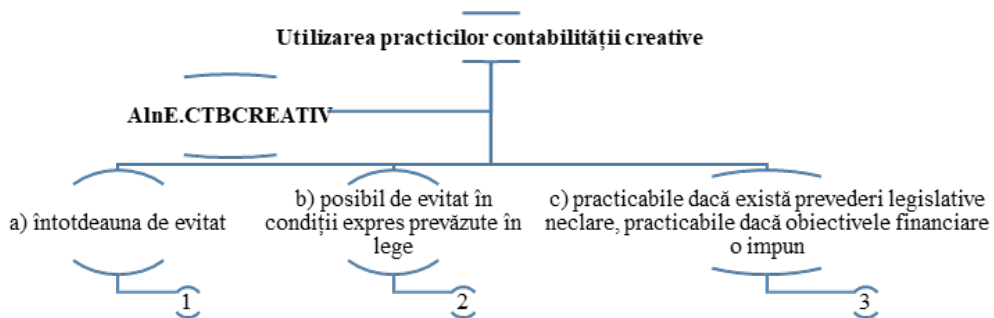 Utilizarea practicilor contabilității creative
AlnE.CTBCREATIV
a) întotdeauna de evitat
b) posibil de evitat în
condiții expres prevăzute în
lege
c) practicabile dacă există prevederi legislative
neclare, practicabile dacă obiectivele financiare
o impun
1
2
3